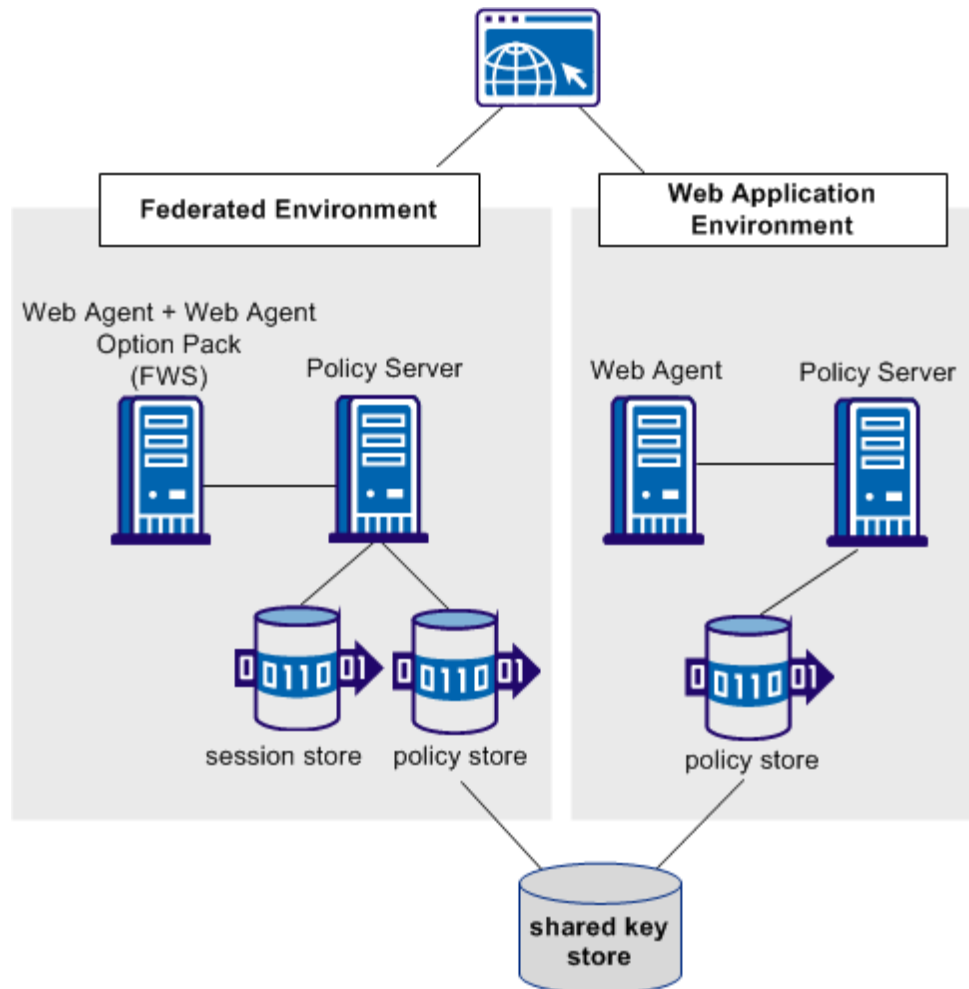 Federated Environment
Web Application
Environment
Web Agent + Web Agent
Option Pack
(FWS)
Policy Server
Web Agent
Policy Server
0 0110 01
session store
0 0110 01
policy store
0 0110 01
policy store
shared key
store